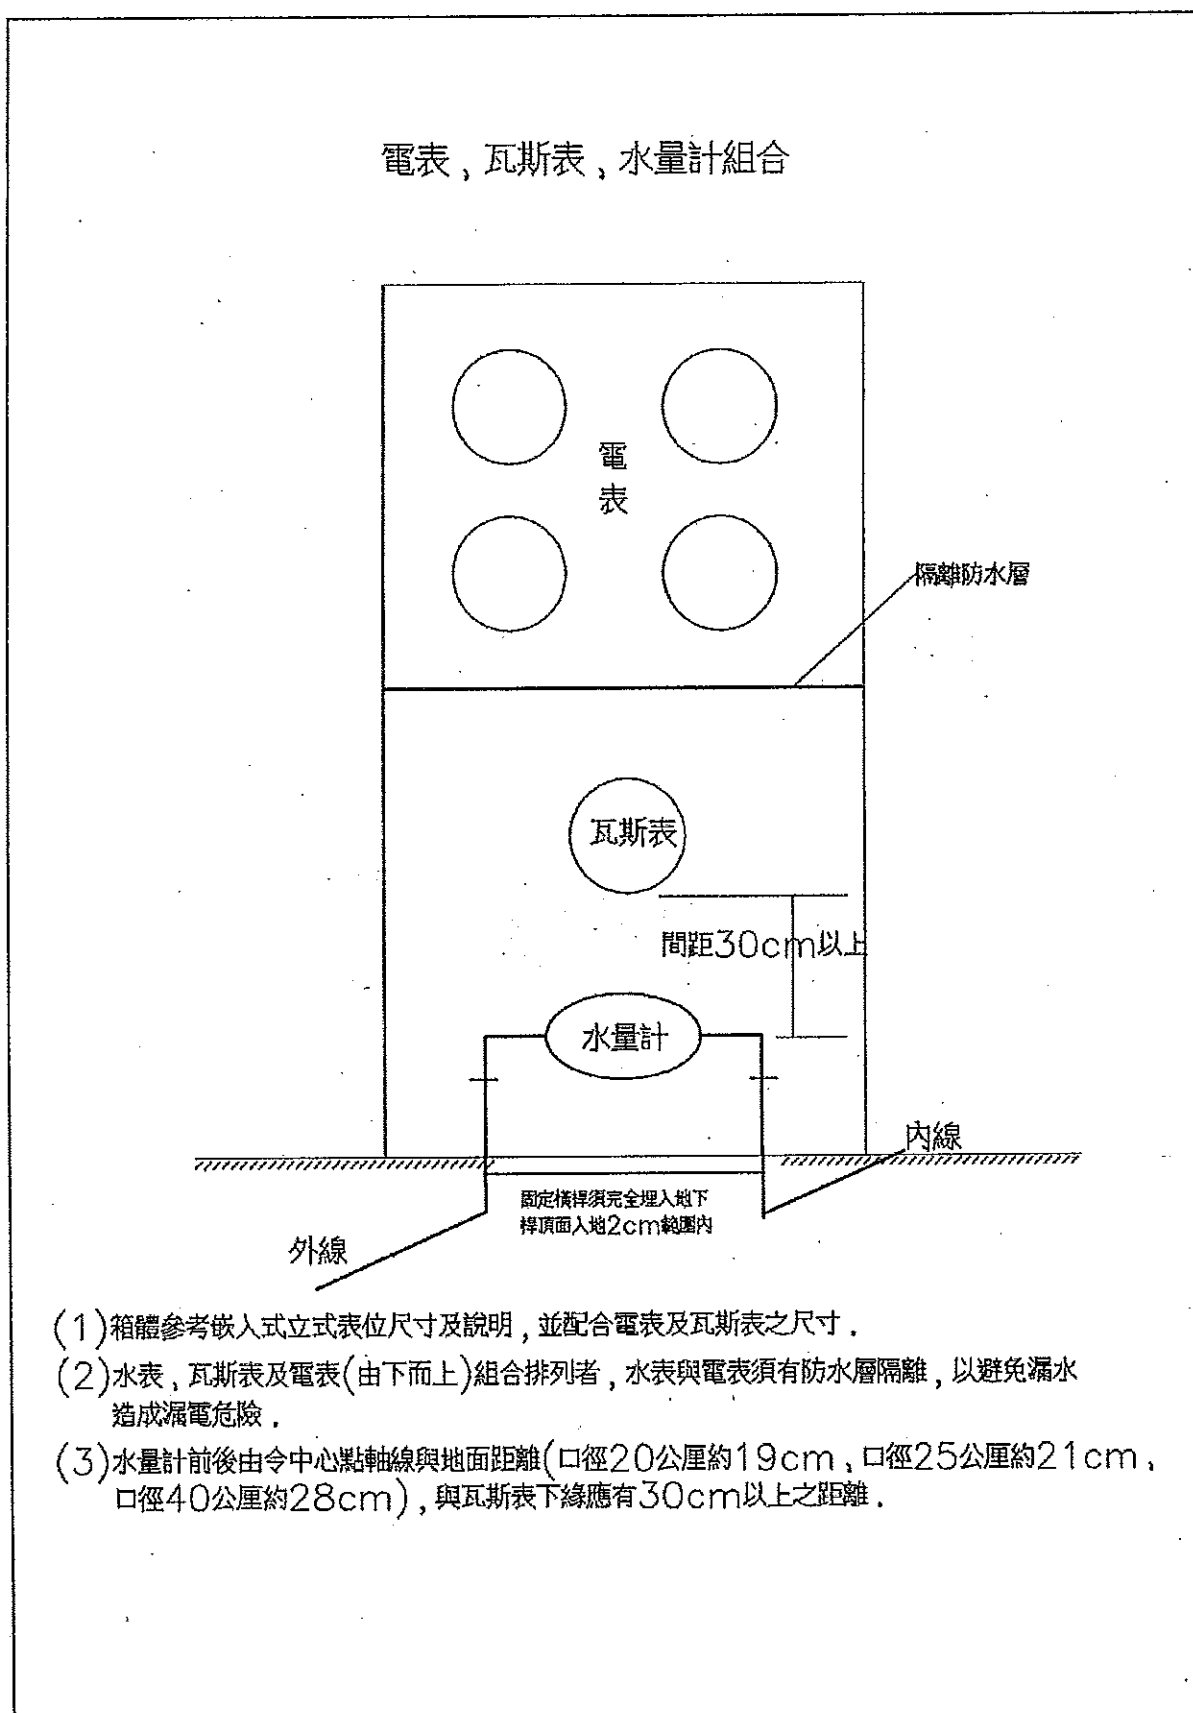 電表,瓦斯表,水量計組合
電
表
隔離防水層
瓦斯表
間距30cm以上
水量計
內線
固定橫桿須完全埋入地下
桿頂面入地2cm範圍內
外線
(1)箱體參考嵌入式立式表位尺寸及說明,並配合電表及瓦斯表之尺寸.
(2)水表,瓦斯表及電表(由下而上)組合排列者,水表與電表須有防水層隔離,以避免漏水
造成漏電危險.
(3)水量計前後由令中心點軸線與地面距離(口徑20公厘約19cm,口徑25公厘約21cm,
口徑40公厘約28cm),與瓦斯表下緣應有30cm以上之距離.